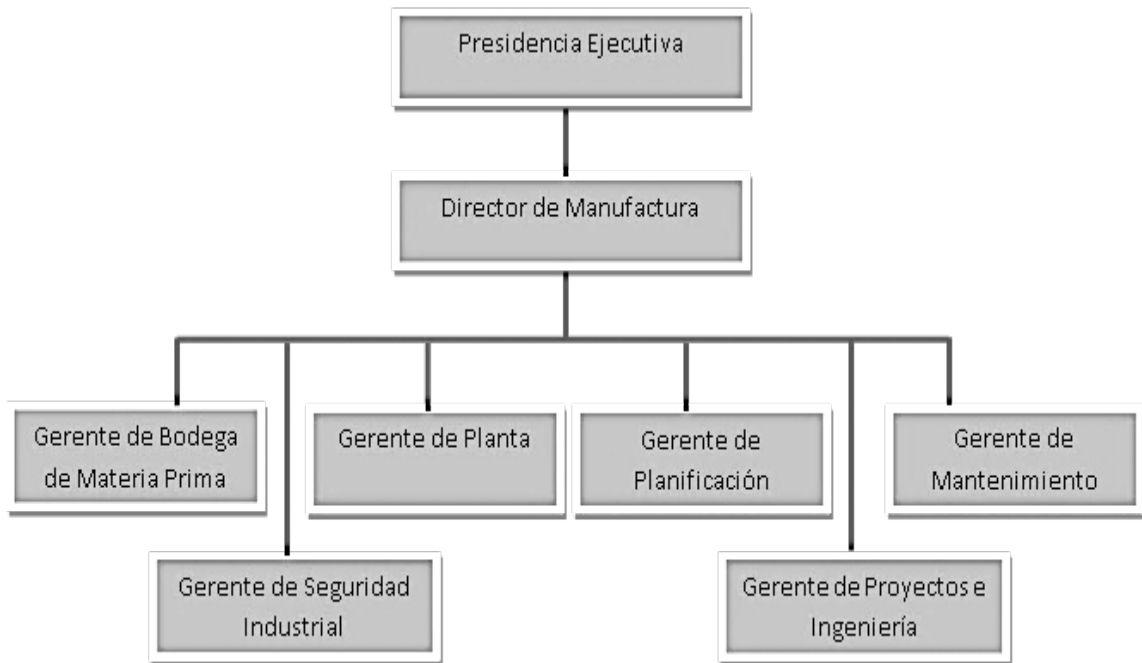 Presidencia Ejecutiva
Director de Manufactura
Gerente de Bodega
de Materia Prima
Gerente de Planta
Gerente de
Planificación
Gerente de
Mantenimiento
Gerente de Seguridad
Industrial
Gerente de Proyectos e
Ingeniería